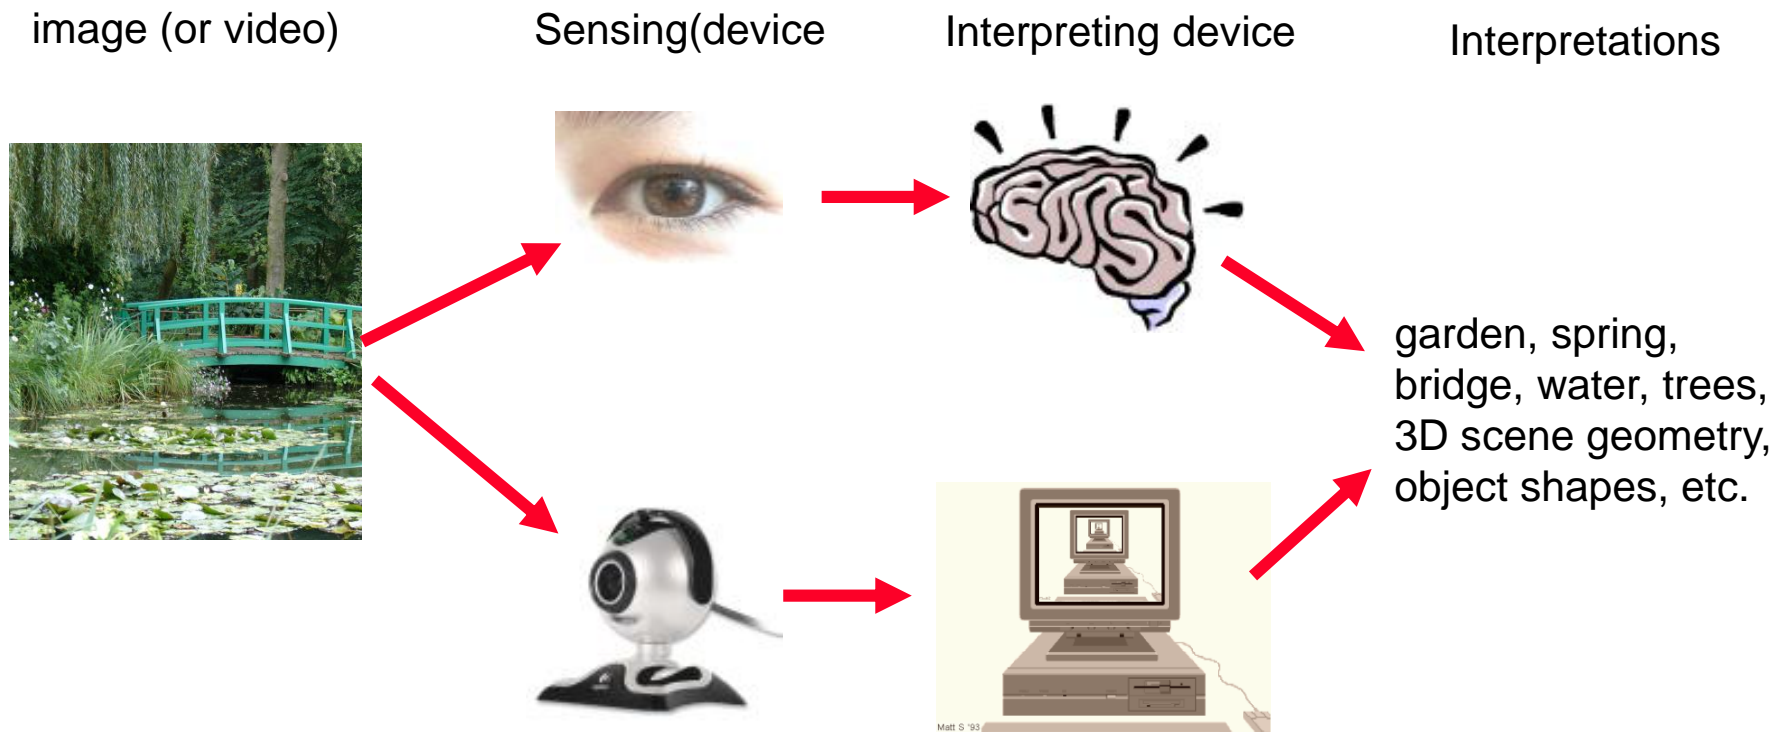 image (or video)
Sensing(device
Interpreting device
Interpretations
garden, spring,
bridge, water, trees,
3D scene geometry,
object shapes, etc.
Matt S '93